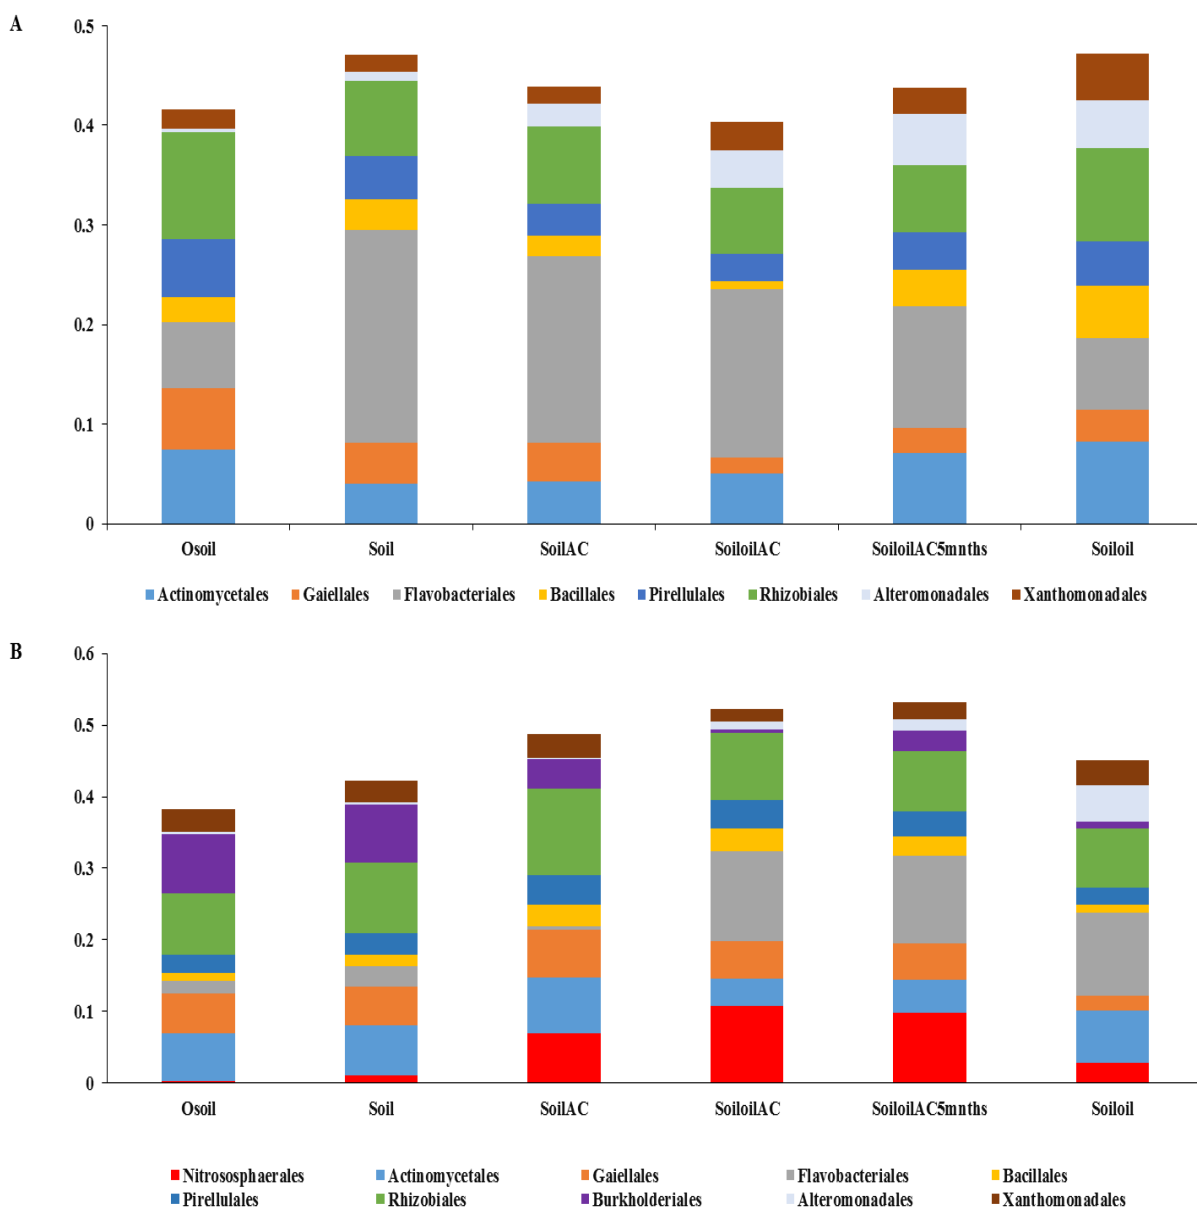 A
0.5
0.4
0.3
0.2
0.1
0
Osoil Soil SoilAC SoiloilAC SoiloilAC5mnths Soiloil
Actinomycetales Gaiellales Flavobacteriales Bacillales Pirellulales Rhizobiales Alteromonadales Xanthomonadales
B
0.6
0.5
0.4
0.3
0.2
0.1
0
Osoil Soil SoilAC SoiloilAC SoiloilAC5mnths Soiloil
Nitrososphaerales Actinomycetales Gaiellales Flavobacteriales Bacillales
Pirellulales Rhizobiales Burkholderiales Alteromonadales Xanthomonadales